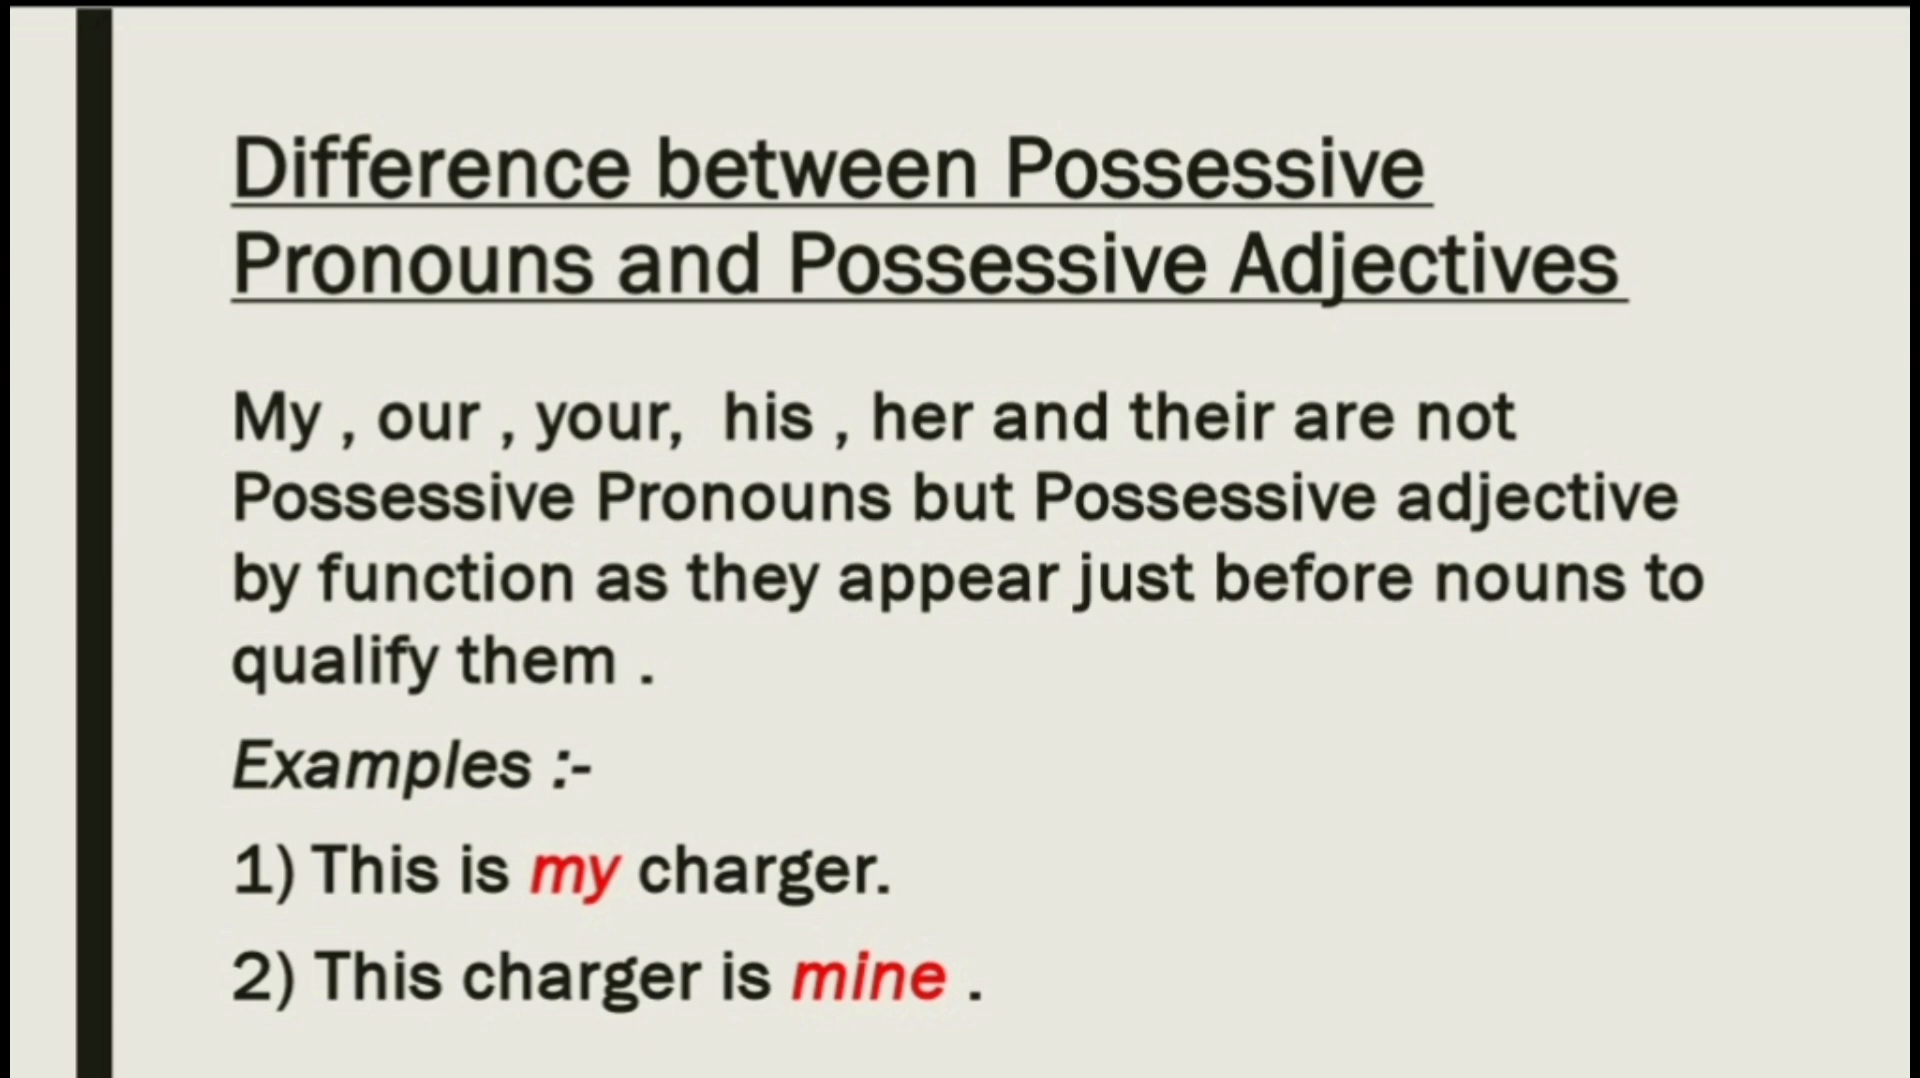 Difference between Possessive
Pronouns and Possessive Adjectives
My , our , your,  his , her and their are not
Possessive Pronouns but Possessive adjective
by function as they appear just before nouns to
qualify them .
Examples :-
1) This is my charger.
2) This charger is mine .